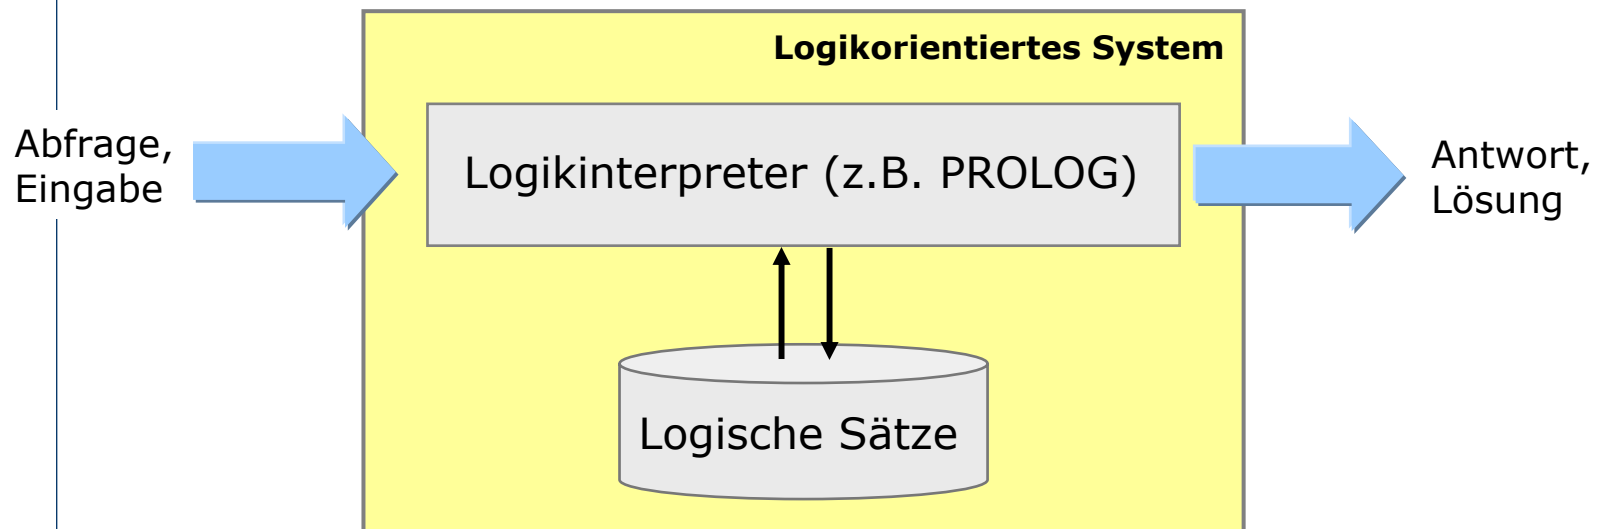 Logikorientiertes System
Abfrage,
Eingabe
Logikinterpreter (z.B. PROLOG)
Antwort,
Lösung
Logische Sätze